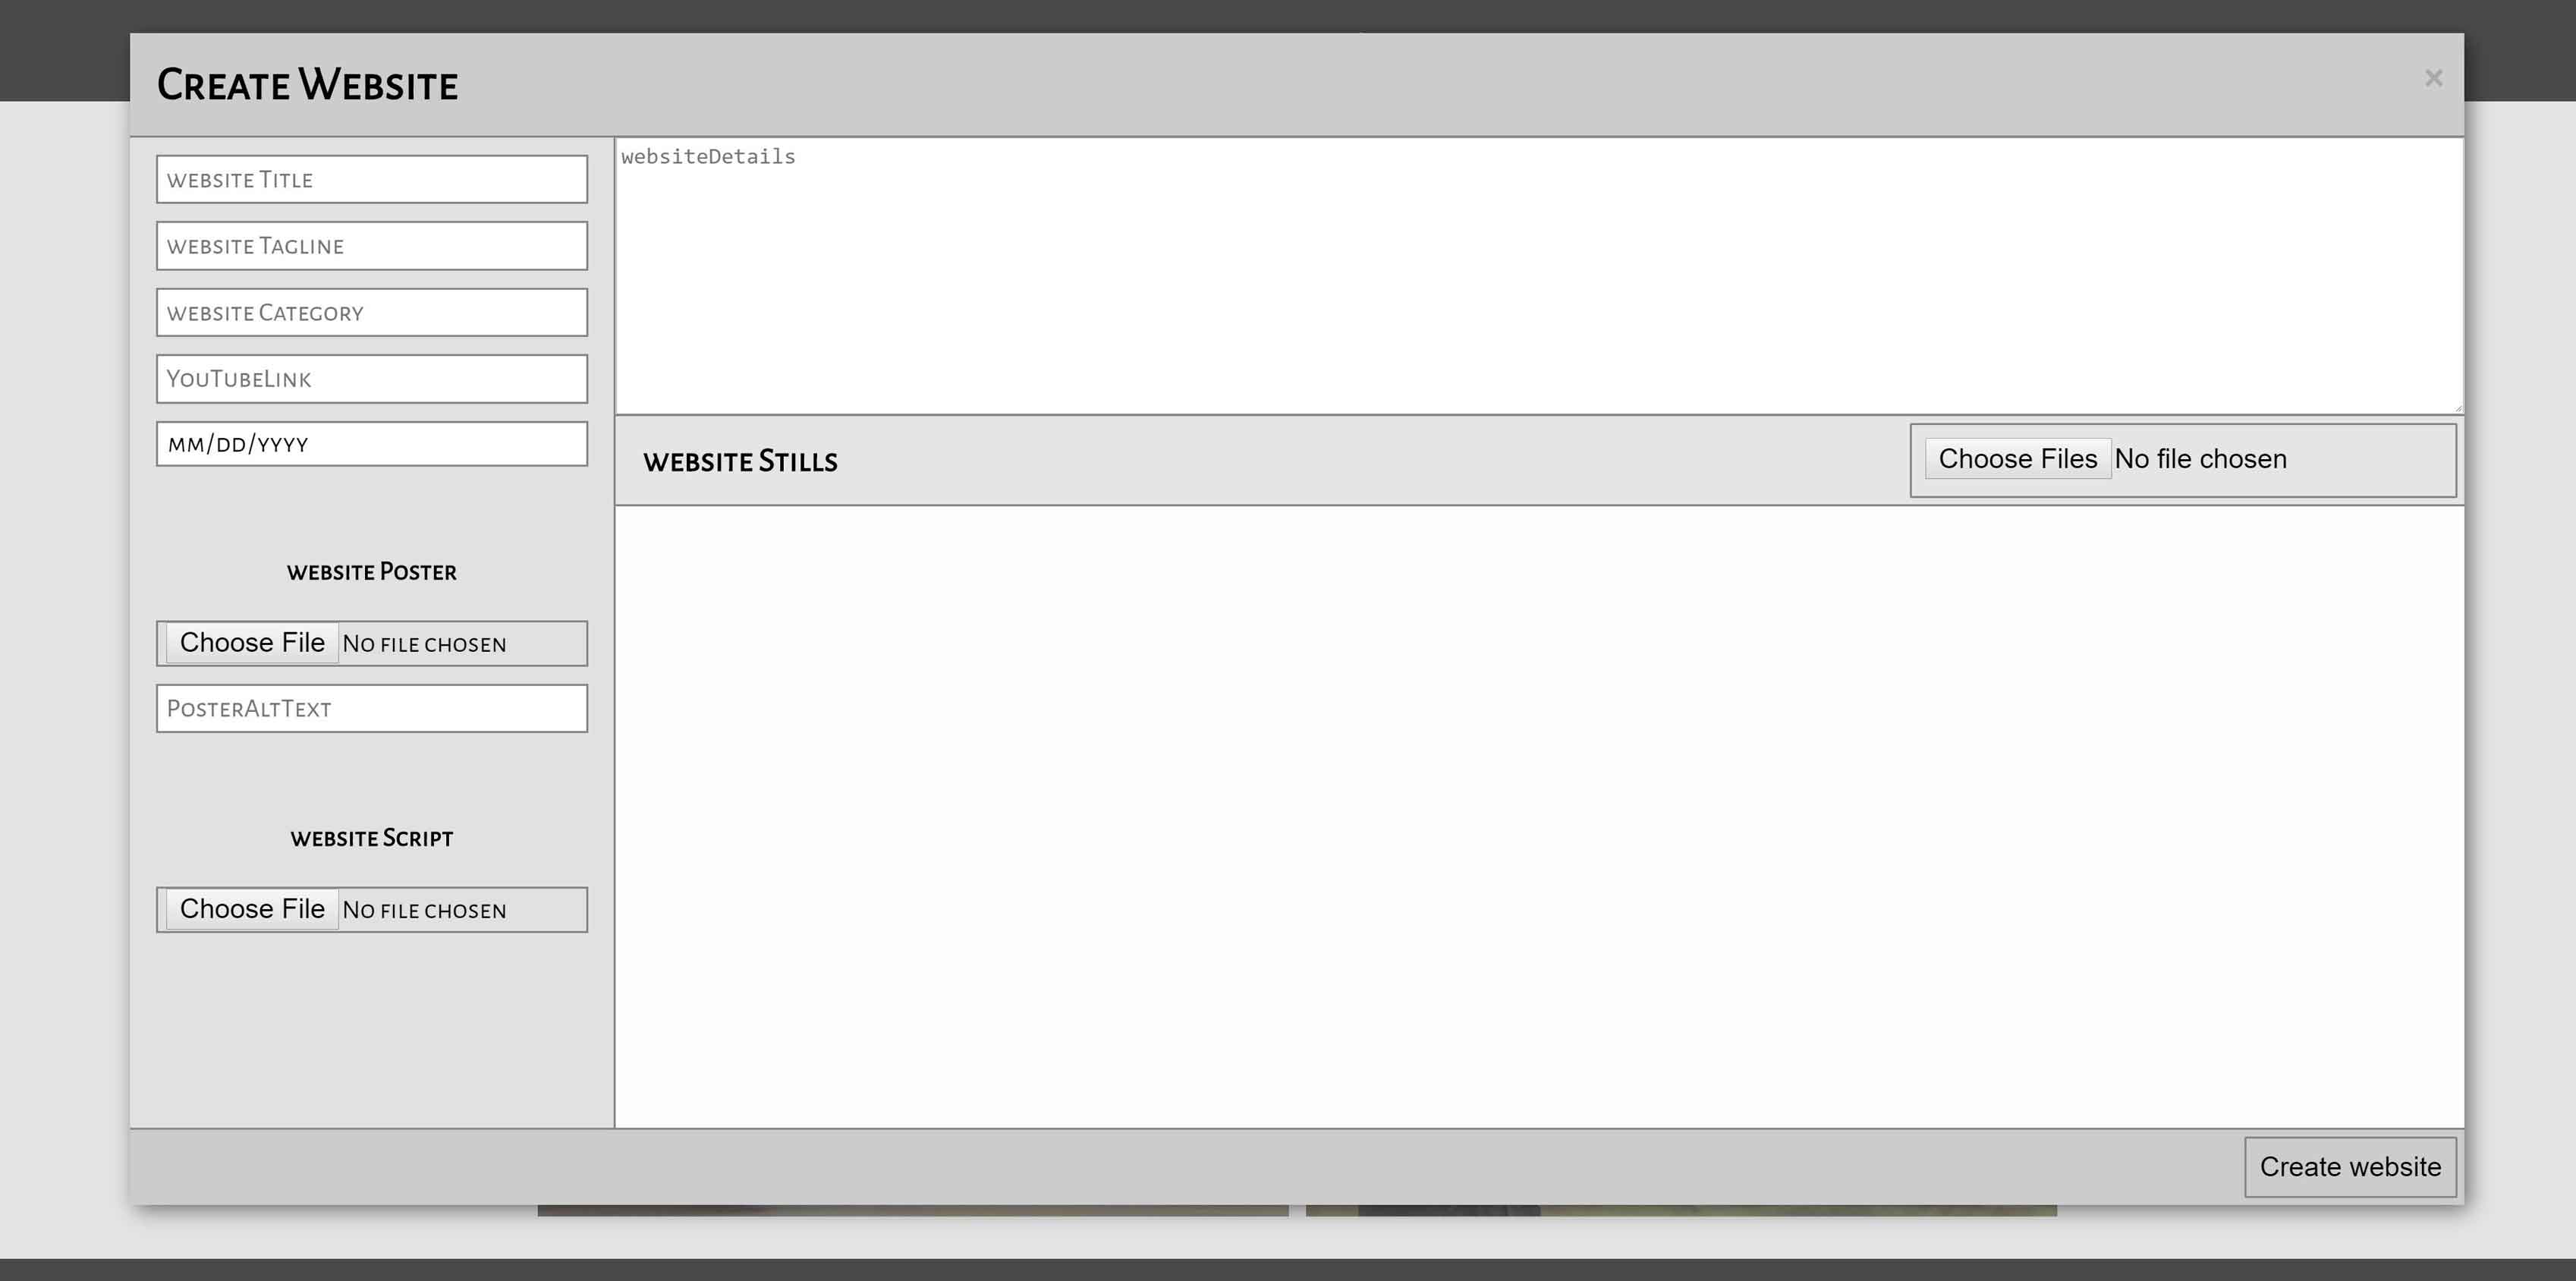 Create Website
×
website Title
website Tagline
website Category
YouTubeLink
mm/dd/yyyy
website Poster
Choose File No file chosen
PosterAltText
website Script
Choose File No file chosen
websiteDetails
website Stills
Choose Files No file chosen
Create website